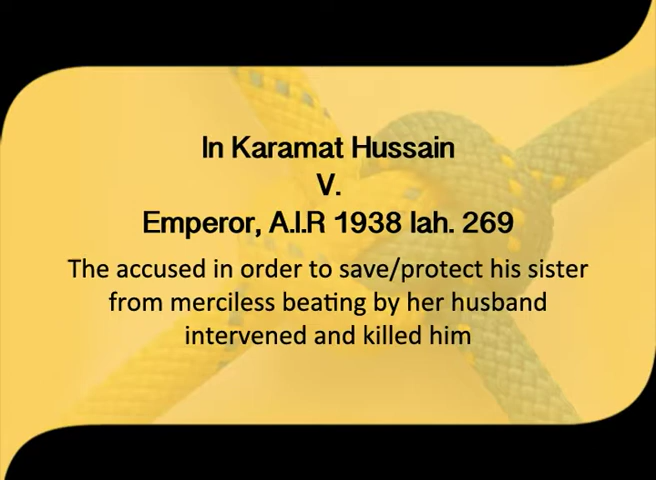 In Karamat Hussain
V.
Emperor, A.I.R 1938 lah. 269
The accused in order to save/protect his sister
from merciless beating by her husband
intervened and killed him